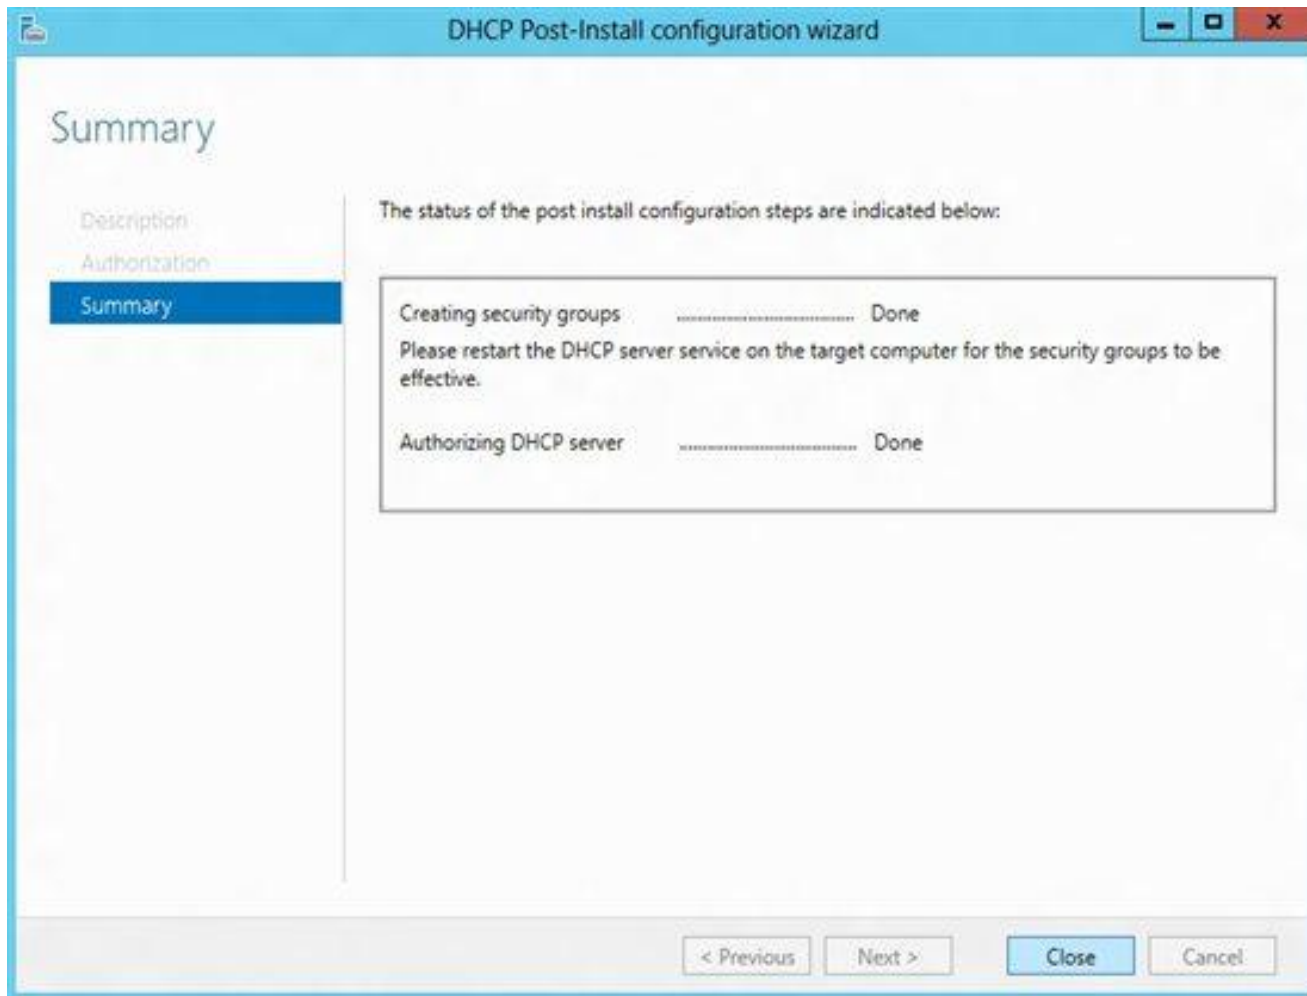 DHCP Post-Install configuration wizard
Summary
Description
Authorization
Summary
The status of the post install configuration steps are indicated below:
Creating security groups ................................ Done
Please restart the DHCP server service on the target computer for the security groups to be
effective.
Authorizing DHCP server ................................ Done
< Previous
Next >
Close
Cancel